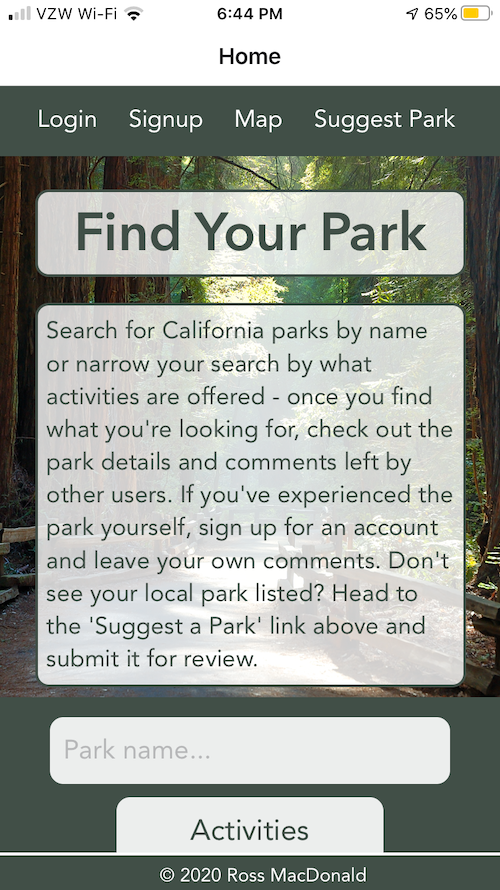 VZW Wi-Fi 6:44 PM 65%
Home
Login Signup Map Suggest Park
Find Your Park
Search for California parks by name
or narrow your search by what
activities are offered - once you find
what you're looking for, check out the
park details and comments left by
other users. If you've experienced the
park yourself, sign up for an account
and leave your own comments. Don't
see your local park listed? Head to
the 'Suggest a Park' link above and
submit it for review.
Park name...
Activities
© 2020 Ross MacDonald